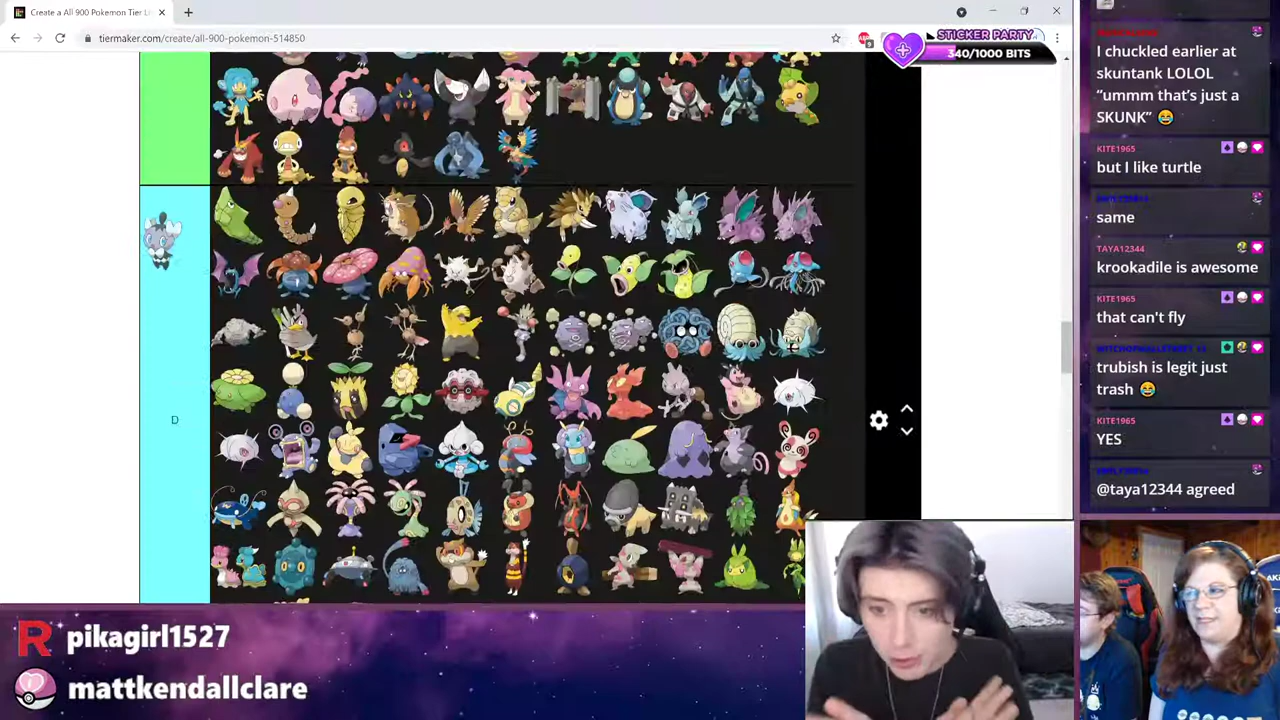 Create a All 900 Pokemon Tier Li
tiermaker.com/create/all-900-pokemon-514850
STICKER PARTY
340/1000 BITS
D
I chuckled earlier at
skuntank LOLOL
“ummm that’s just a
SKUNK” 😂
KITE1965
but I like turtle
same
TAYA12344
krookadile is awesome
KITE1965
that can't fly
trubish is legit just
trash 😂
KITE1965
YES
@taya12344 agreed
R pikagirl1527
mattkendallclare